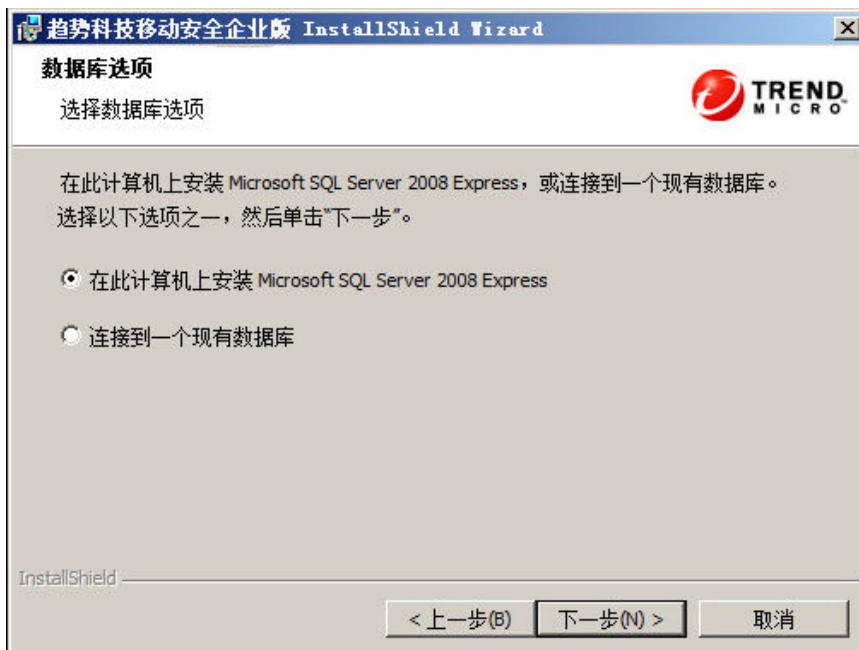 趋势科技移动安全企业版 InstallShield Wizard
数据库选项
选择数据库选项
TREND
MICRO™
在此计算机上安装 Microsoft SQL Server 2008 Express，或连接到一个现有数据库。
选择以下选项之一，然后单击“下一步”。
在此计算机上安装 Microsoft SQL Server 2008 Express
连接到一个现有数据库
InstallShield
< 上一步(B) 下一步(N) > 取消